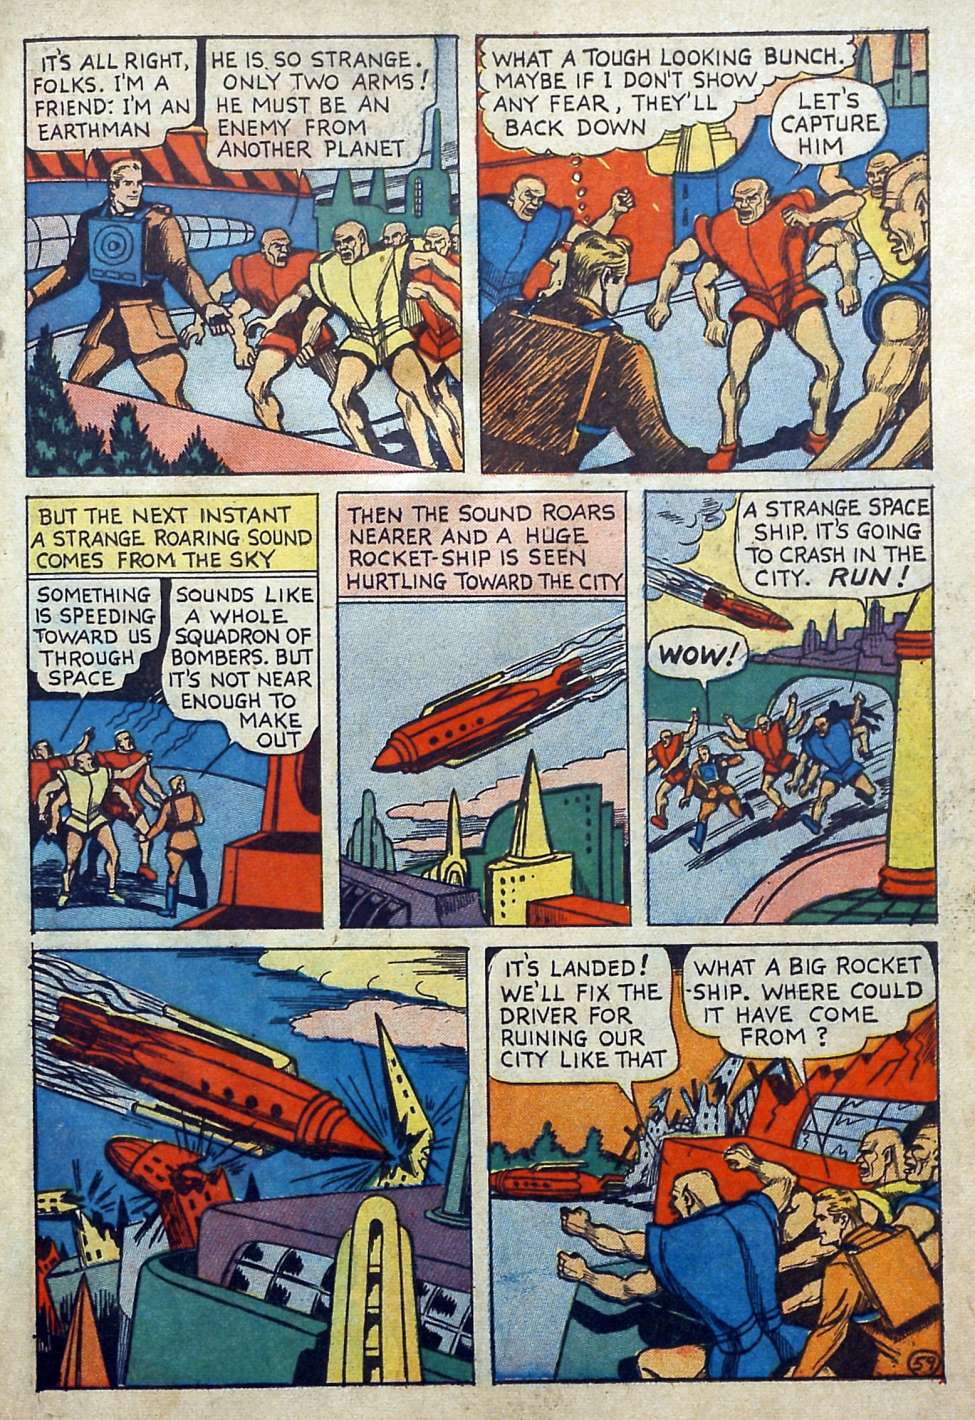 IT'S ALL RIGHT,
FOLKS. I'M A
FRIEND: I'M AN
EARTHMAN
HE IS SO STRANGE.
ONLY TWO ARMS!
HE MUST BE AN
ENEMY FROM
ANOTHER PLANET
WHAT A TOUGH LOOKING BUNCH.
MAYBE IF I DON'T SHOW
ANY FEAR, THEY'LL
BACK DOWN
LET'S
CAPTURE
HIM
BUT THE NEXT INSTANT
A STRANGE ROARING SOUND
COMES FROM THE SKY
SOMETHING
IS SPEEDING
TOWARD US
THROUGH
SPACE
SOUNDS LIKE
A WHOLE
SQUADRON OF
BOMBERS. BUT
IT'S NOT NEAR
ENOUGH TO
MAKE
OUT
THEN THE SOUND ROARS
NEARER AND A HUGE
ROCKET-SHIP IS SEEN
HURTLING TOWARD THE CITY
A STRANGE SPACE
SHIP. IT'S GOING
TO CRASH IN THE
CITY. RUN!
WOW!
IT'S LANDED!
WE'LL FIX THE
DRIVER FOR
RUINING OUR
CITY LIKE THAT
WHAT A BIG ROCKET
-SHIP. WHERE COULD
IT HAVE COME
FROM?
59